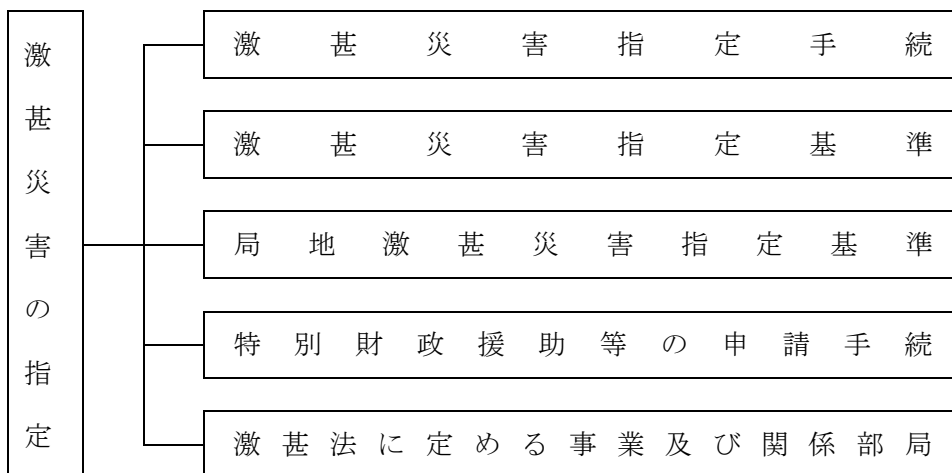 激甚災害の指定
激甚災害指定手続
激甚災害指定基準
局地激甚災害指定基準
特別財政援助等の申請手続
激甚法に定める事業及び関係部局